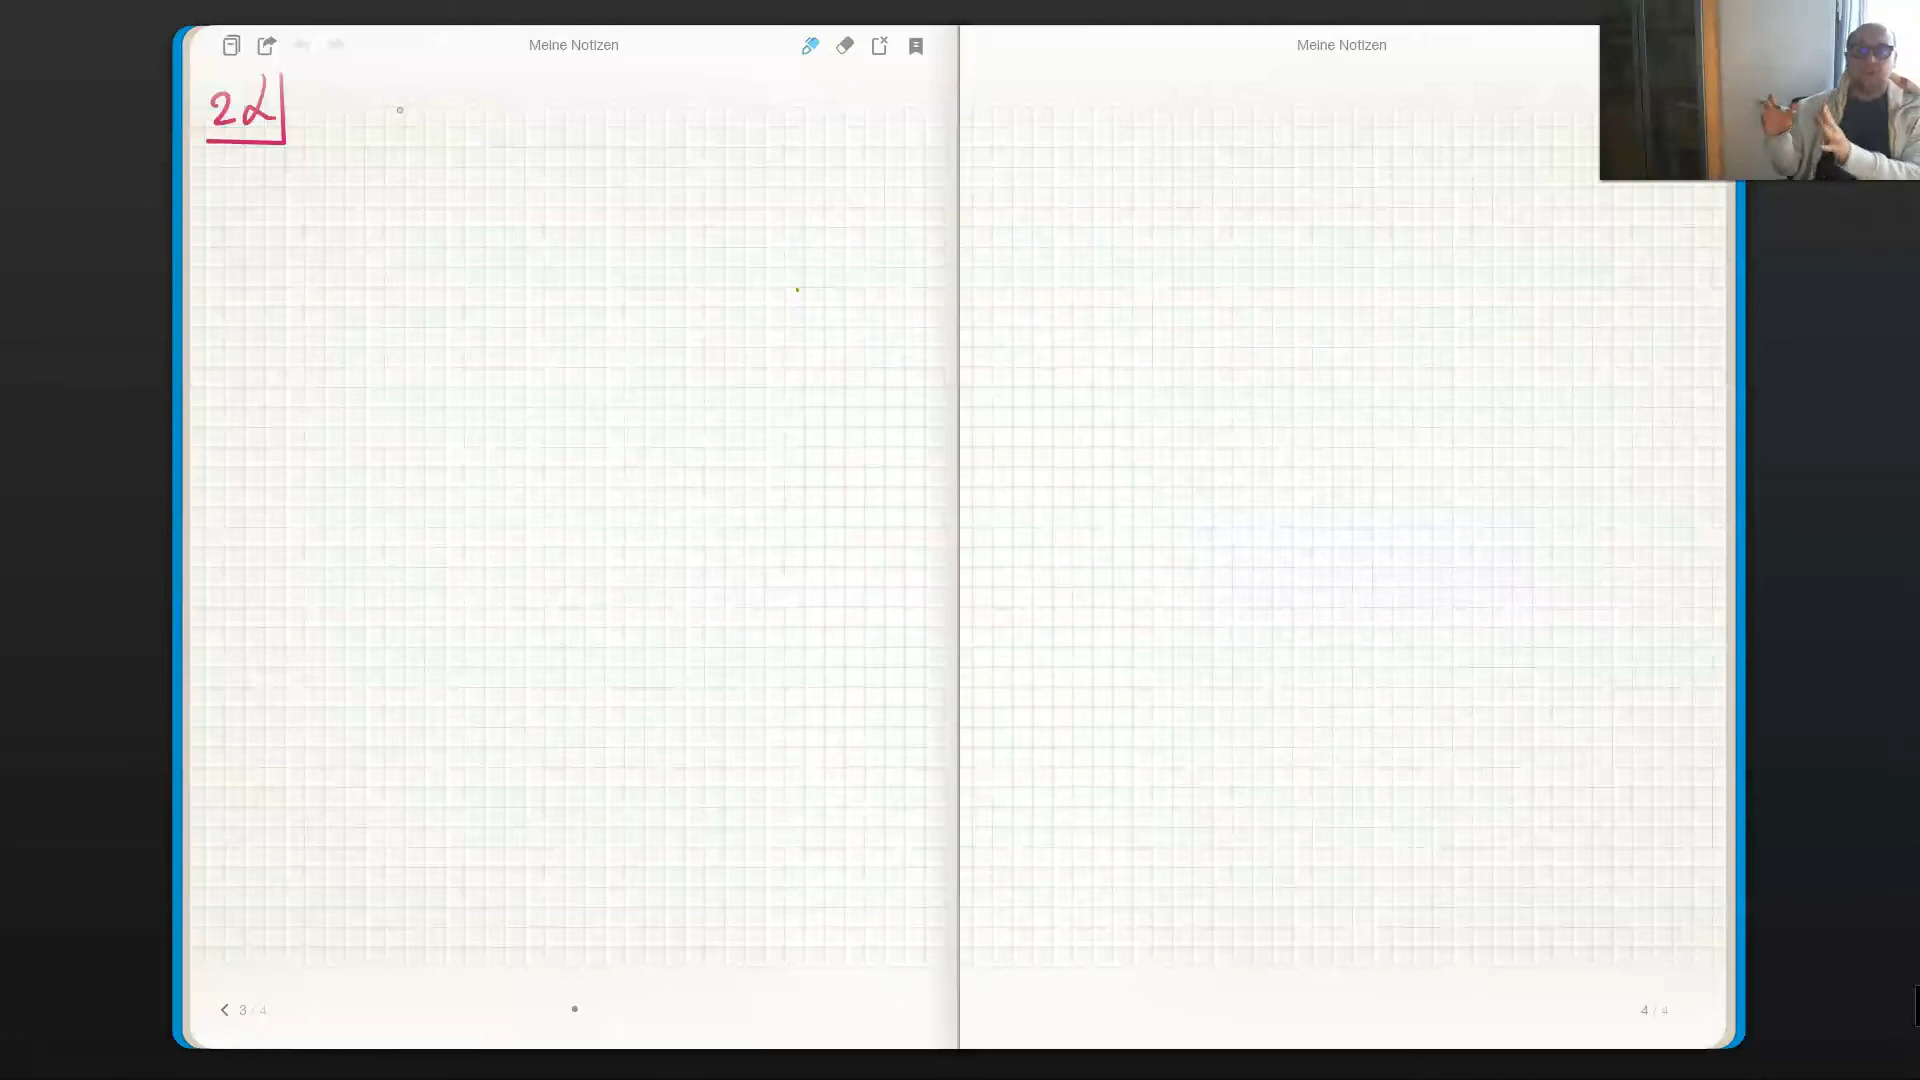 Meine Notizen
Meine Notizen
2α
3 / 4
4 / 4